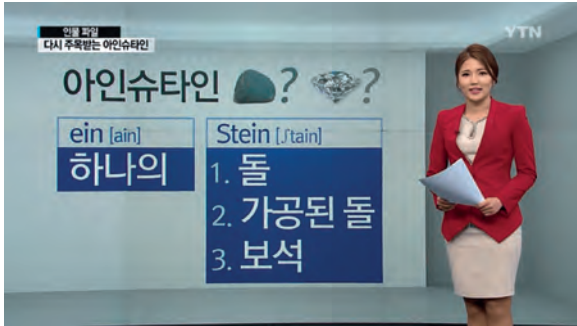 인물 파일
다시 주목받는 아인슈타인
YTN
아인슈타인 ? ?
ein [ain]
하나의
Stein [ʃtain]
1. 돌
2. 가공된 돌
3. 보석